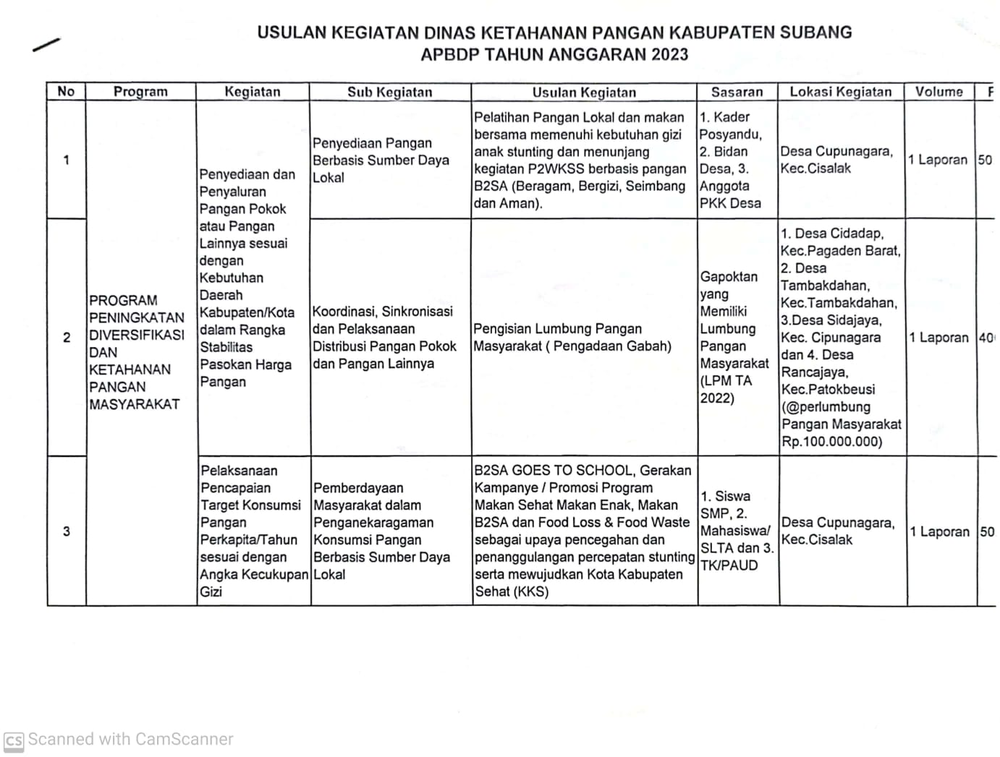 USULAN KEGIATAN DINAS KETAHANAN PANGAN KABUPATEN SUBANG
APBDP TAHUN ANGGARAN 2023
No
Program
Kegiatan
Sub Kegiatan
Usulan Kegiatan
Sasaran
Lokasi Kegiatan
Volume
1
PROGRAM
PENINGKATAN
DIVERSIFIKASI
DAN
KETAHANAN
PANGAN
MASYARAKAT
Penyediaan dan
Penyaluran
Pangan Pokok
atau Pangan
Lainnya sesuai
dengan
Kebutuhan
Daerah
Kabupaten/Kota
dalam Rangka
Stabilitas
Pasokan Harga
Pangan
Penyediaan Pangan
Berbasis Sumber Daya
Lokal
Pelatihan Pangan Lokal dan makan
bersama memenuhi kebutuhan gizi
anak stunting dan menunjang
kegiatan P2WKSS berbasis pangan
B2SA (Beragam, Bergizi, Seimbang
dan Aman).
1. Kader
Posyandu,
2. Bidan
Desa, 3.
Anggota
PKK Desa
Desa Cupunagara,
Kec.Cisalak
1 Laporan
50
2
Koordinasi, Sinkronisasi
dan Pelaksanaan
Distribusi Pangan Pokok
dan Pangan Lainnya
Pengisian Lumbung Pangan
Masyarakat ( Pengadaan Gabah)
Gapoktan
yang
Memiliki
Lumbung
Pangan
Masyarakat
(LPM TA
2022)
1. Desa Cidadap,
Kec.Pagaden Barat,
2. Desa
Tambakdahan,
Kec.Tambakdahan,
3.Desa Sidajaya,
Kec. Cipunagara
dan 4. Desa
Rancajaya,
Kec.Patokbeusi
(@perlumbung
Pangan Masyarakat
Rp.100.000.000)
1 Laporan
40
3
Pelaksanaan
Pencapaian
Target Konsumsi
Pangan
Perkapita/Tahun
sesuai dengan
Angka Kecukupan
Gizi
Pemberdayaan
Masyarakat dalam
Penganekaragaman
Konsumsi Pangan
Berbasis Sumber Daya
Lokal
B2SA GOES TO SCHOOL, Gerakan
Kampanye / Promosi Program
Makan Sehat Makan Enak, Makan
B2SA dan Food Loss & Food Waste
sebagai upaya pencegahan dan
penanggulangan percepatan stunting
serta mewujudkan Kota Kabupaten
Sehat (KKS)
1. Siswa
SMP, 2.
Mahasiswa/
SLTA dan 3.
TK/PAUD
Desa Cupunagara,
Kec.Cisalak
1 Laporan
50
CS Scanned with CamScanner